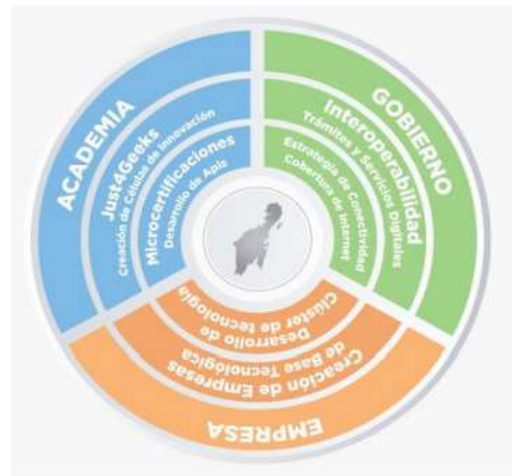 ACADEMIA
Just4Geeks
Creación de Células de Innovación
Microcertificaciones
Desarrollo de Apis
GOBIERNO
Interoperabilidad
Trámites y Servicios Digitales
Estrategia de Conectividad
Cobertura de Internet
EMPRESA
Creación de Empresas
de Base Tecnológica
Desarrollo de
Clúster de tecnología